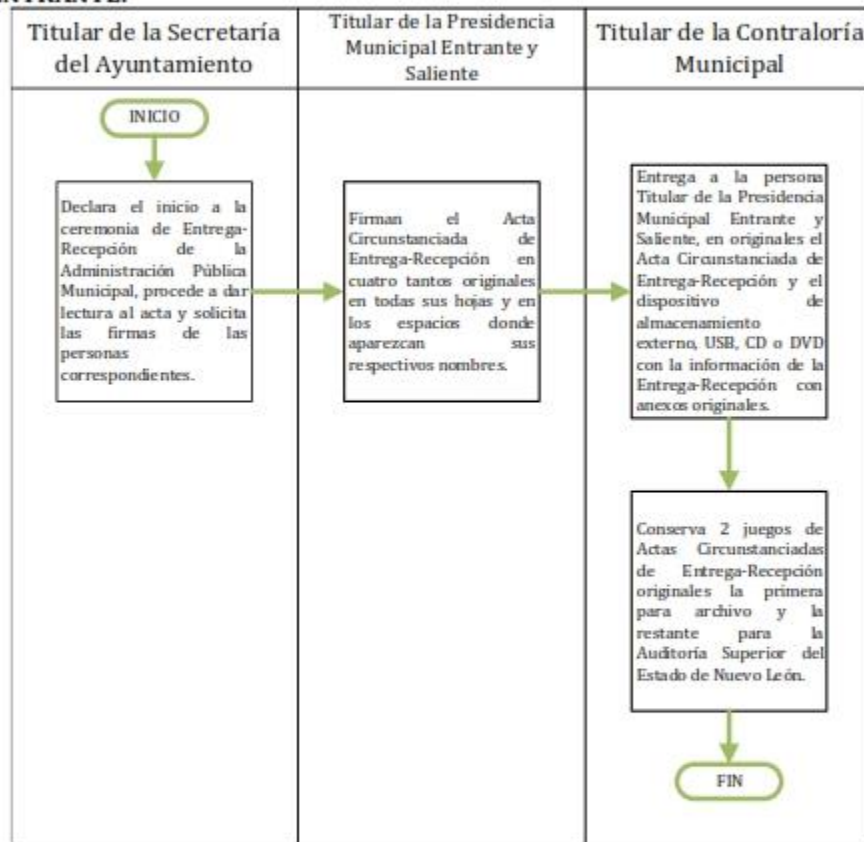 ENTRANTE.
Titular de la Secretaría
del Ayuntamiento
Titular de la Presidencia
Municipal Entrante y
Saliente
Titular de la Contraloría
Municipal
INICIO
Declara el inicio a la
ceremonia de Entrega-
Recepción de la
Administración Pública
Municipal, procede a dar
lectura al acta y solicita
las firmas de las
personas
correspondientes.
Firman el Acta
Circunstanciada de
Entrega-Recepción en
cuatro tantos originales
en todas sus hojas y en
los espacios donde
aparezcan sus
respectivos nombres.
Entrega a la persona
Titular de la Presidencia
Municipal Entrante y
Saliente, en originales el
Acta Circunstanciada de
Entrega-Recepción y el
dispositivo de
almacenamiento
externo, USB, CD o DVD
con la información de la
Entrega-Recepción con
anexos originales.
Conserva 2 juegos de
Actas Circunstanciadas
de Entrega-Recepción
originales la primera
para archivo y la
restante para la
Auditoría Superior del
Estado de Nuevo León.
FIN